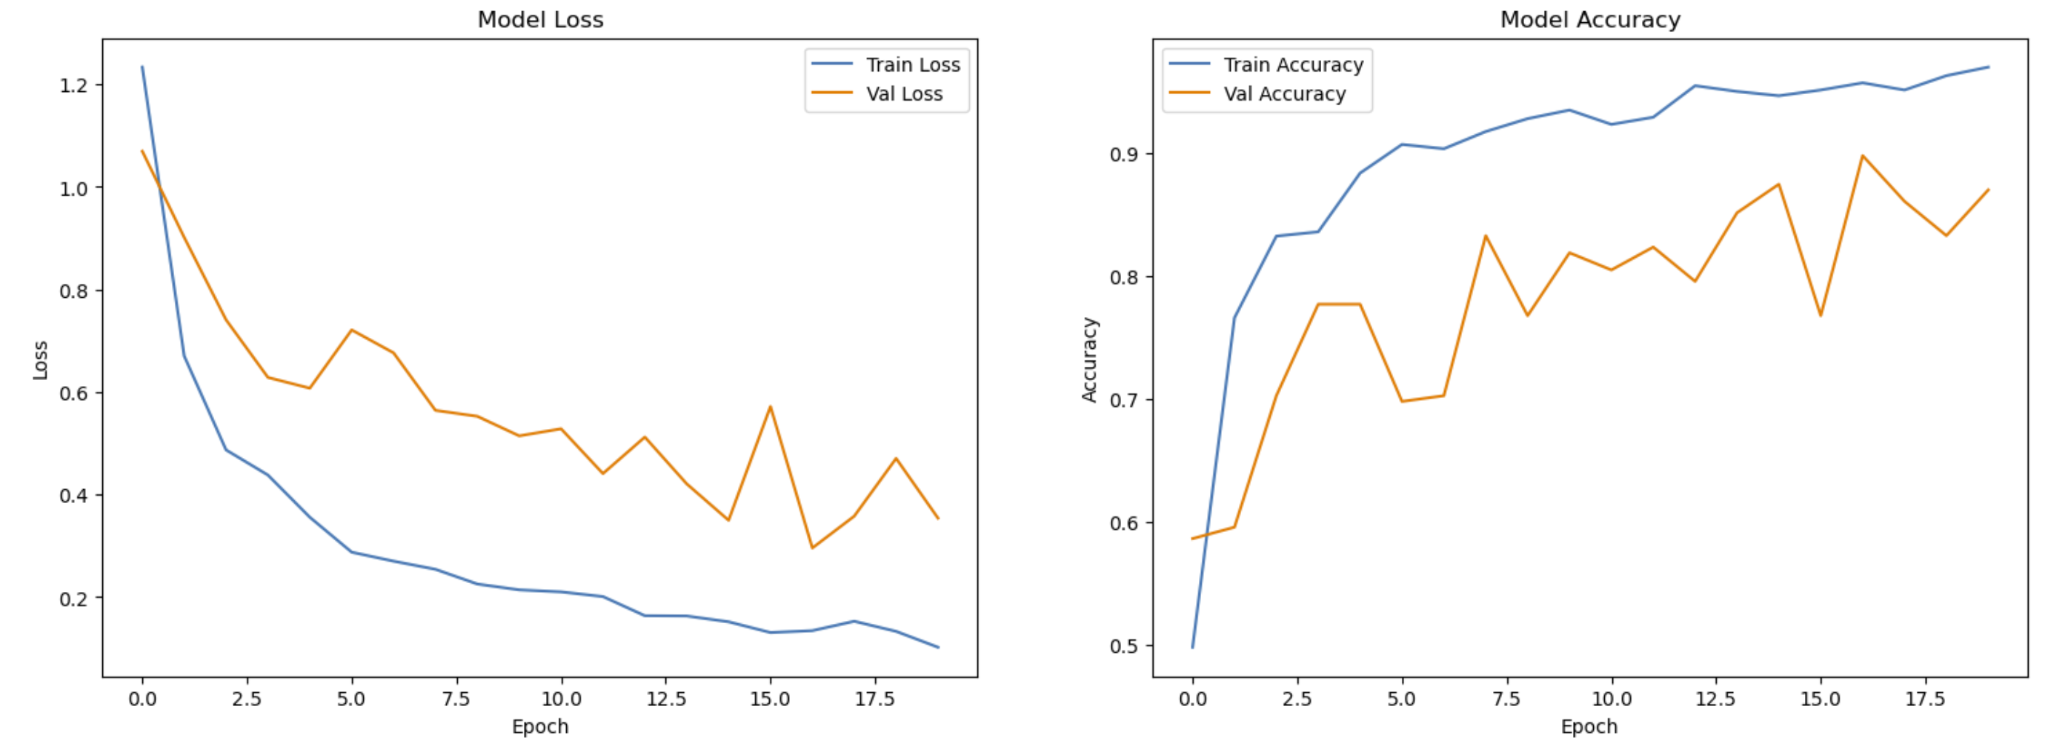 Model Loss
Train Loss
Val Loss
Loss
1.2
1.0
0.8
0.6
0.4
0.2
0.0 2.5 5.0 7.5 10.0 12.5 15.0 17.5
Epoch
Model Accuracy
Train Accuracy
Val Accuracy
Accuracy
0.9
0.8
0.7
0.6
0.5
0.0 2.5 5.0 7.5 10.0 12.5 15.0 17.5
Epoch